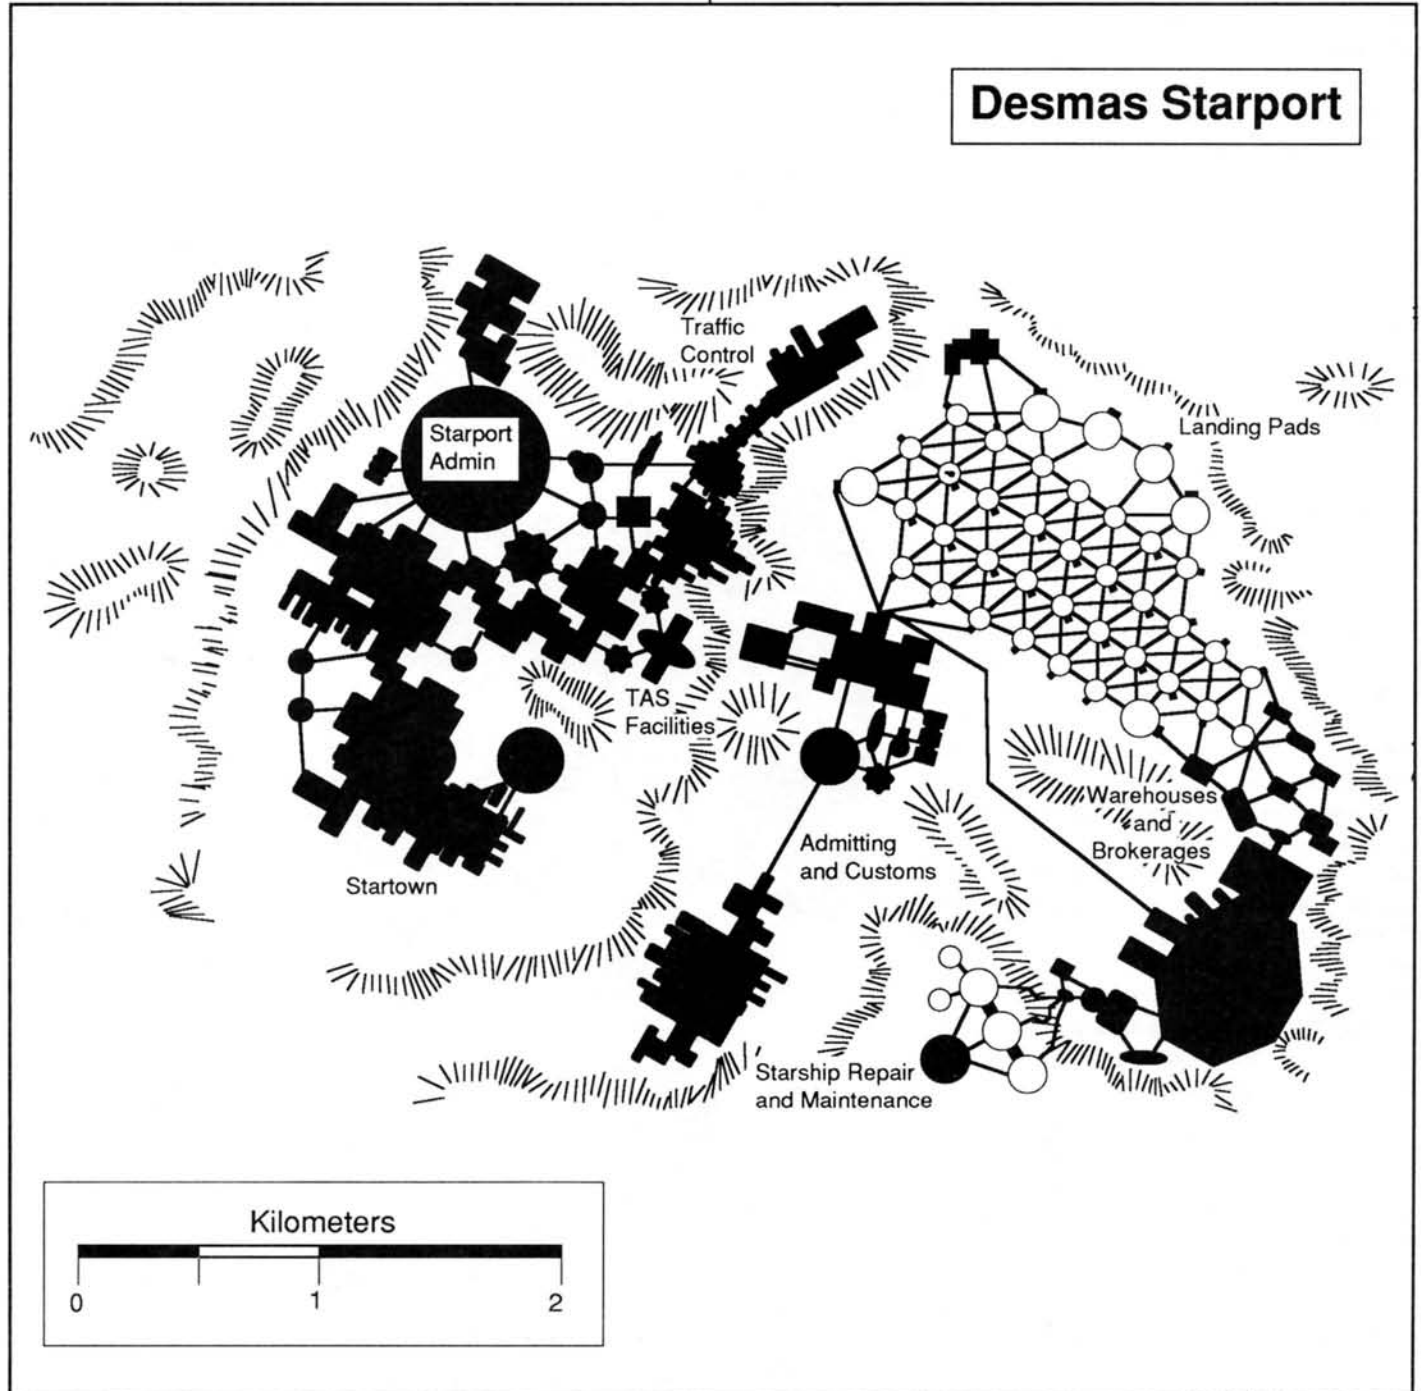 Desmas Starport
Traffic
Control
Landing Pads
Starport
Admin
TAS
Facilities
Warehouses
and
Brokerages
Admitting
and Customs
Startown
Starship Repair
and Maintenance
Kilometers
0 1 2